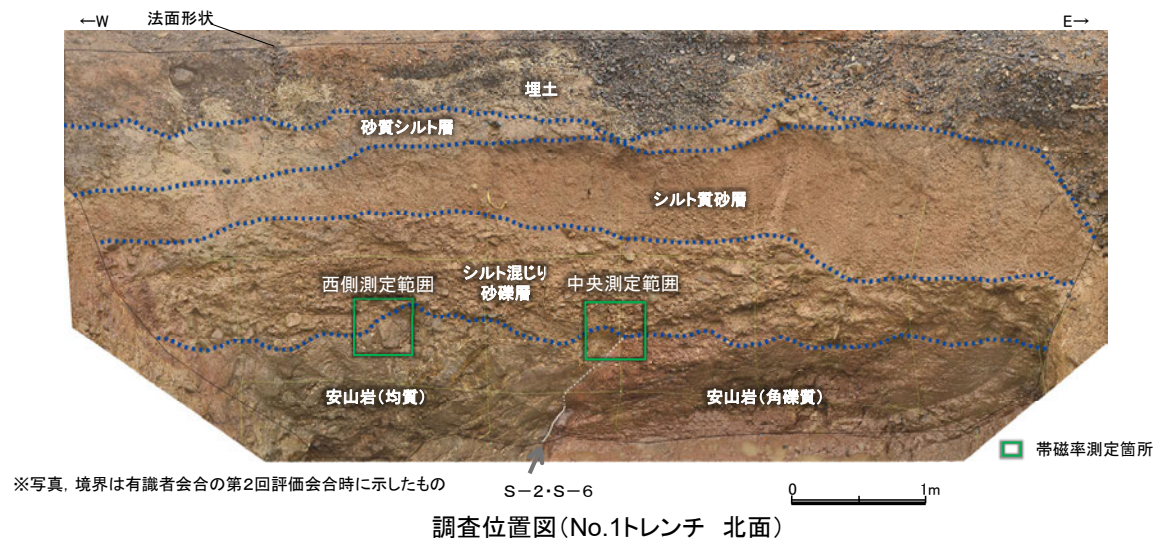 ←W
法面形状
E→
埋土
砂質シルト層
シルト質砂層
シルト混じり
砂礫層
西側測定範囲
中央測定範囲
安山岩(均質)
安山岩(角礫質)
帯磁率測定箇所
※写真，境界は有識者会合の第2回評価会合時に示したもの
S－2・S－6
0
1m
調査位置図(No.1トレンチ　北面)